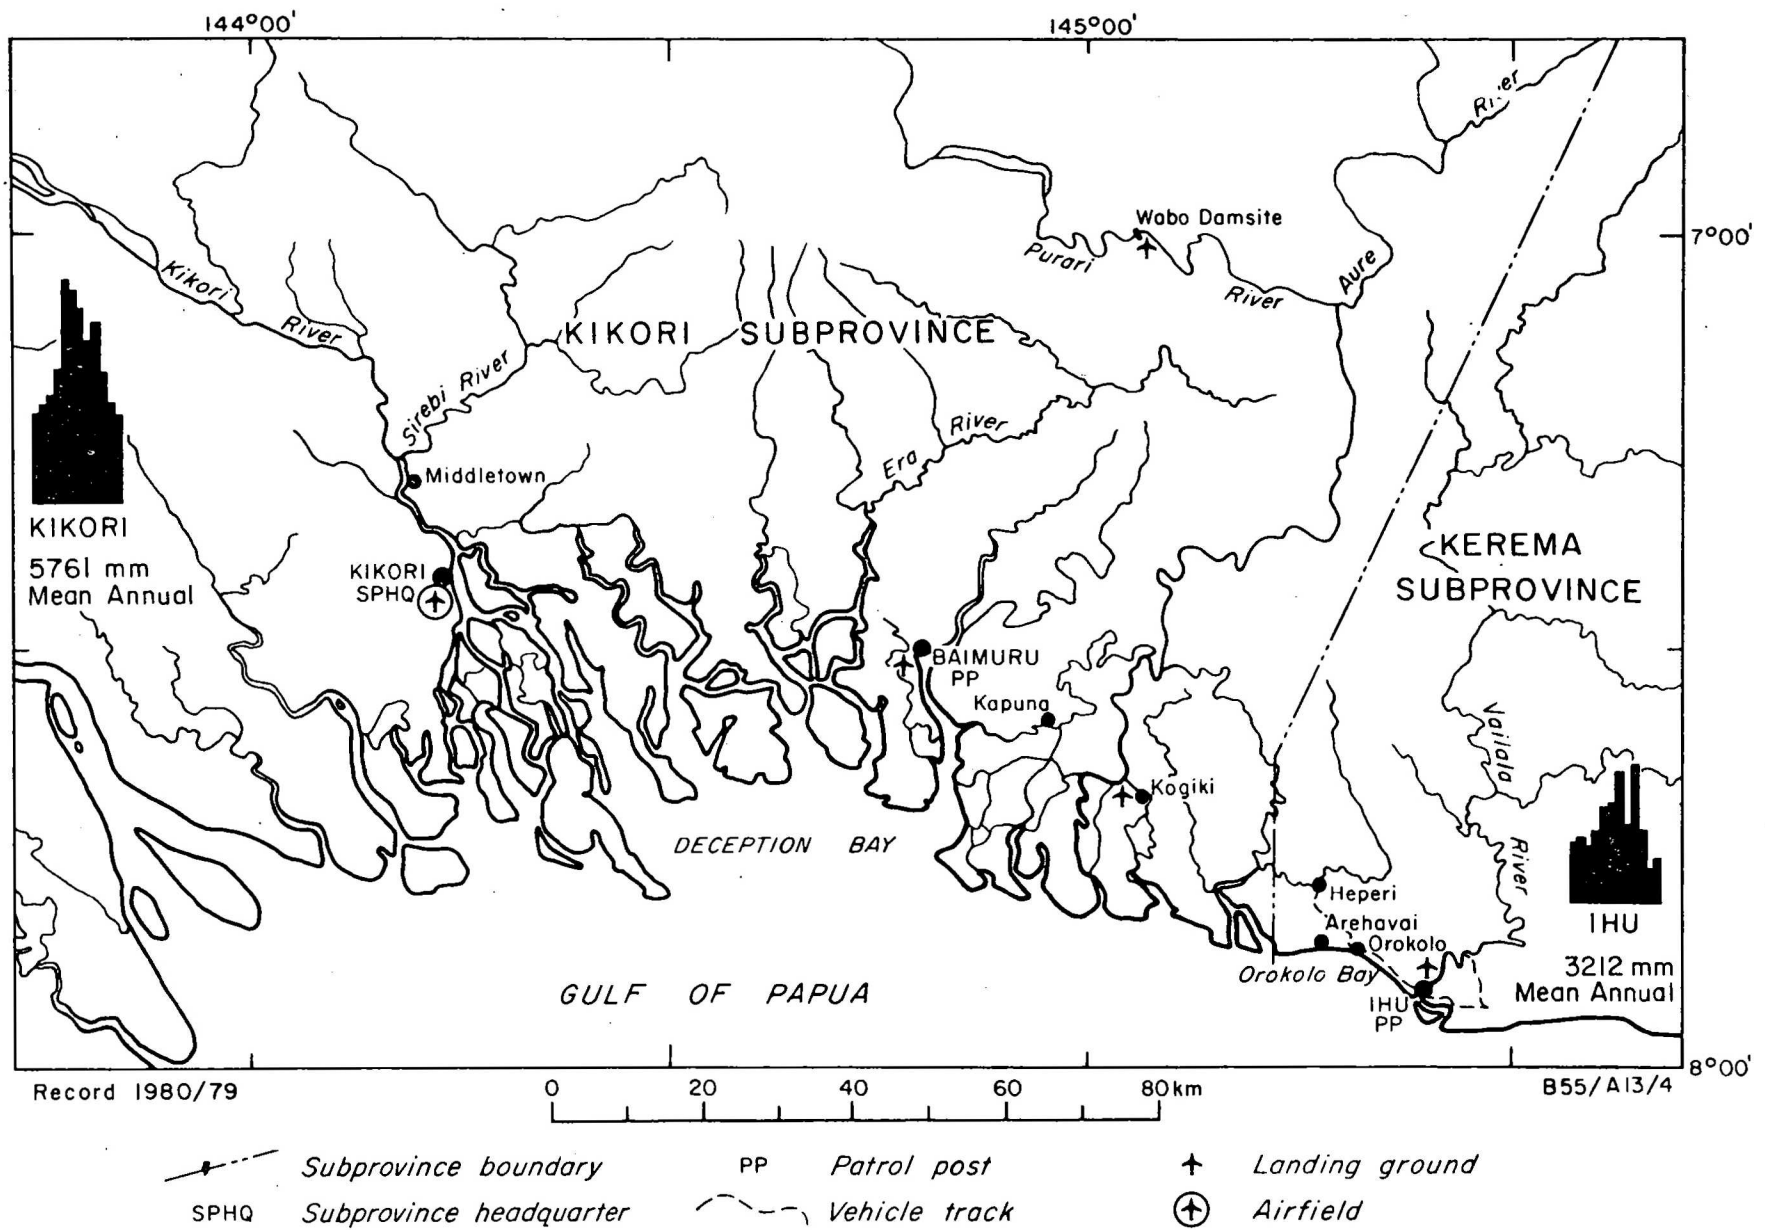 144°00'
145°00'
River
Wabo Damsite
7°00'
Purari
River
Aure
Kikori
River
KIKORI SUBPROVINCE
Sirebi River
River
Era
Middletown
KIKORI
5761 mm
Mean Annual
KIKORI
SPHQ
KEREMA
SUBPROVINCE
BAIMURU
PP
Kapuna
Vailala
River
Kogiki
DECEPTION BAY
Heperi
Arehavai
Orokolo
IHU
3212 mm
Mean Annual
Orokolo Bay
GULF OF PAPUA
IHU
PP
8°00'
Record 1980/79
0 20 40 60 80km
B55/A13/4
Subprovince boundary
PP Patrol post
Landing ground
SPHQ Subprovince headquarter
Vehicle track
Airfield